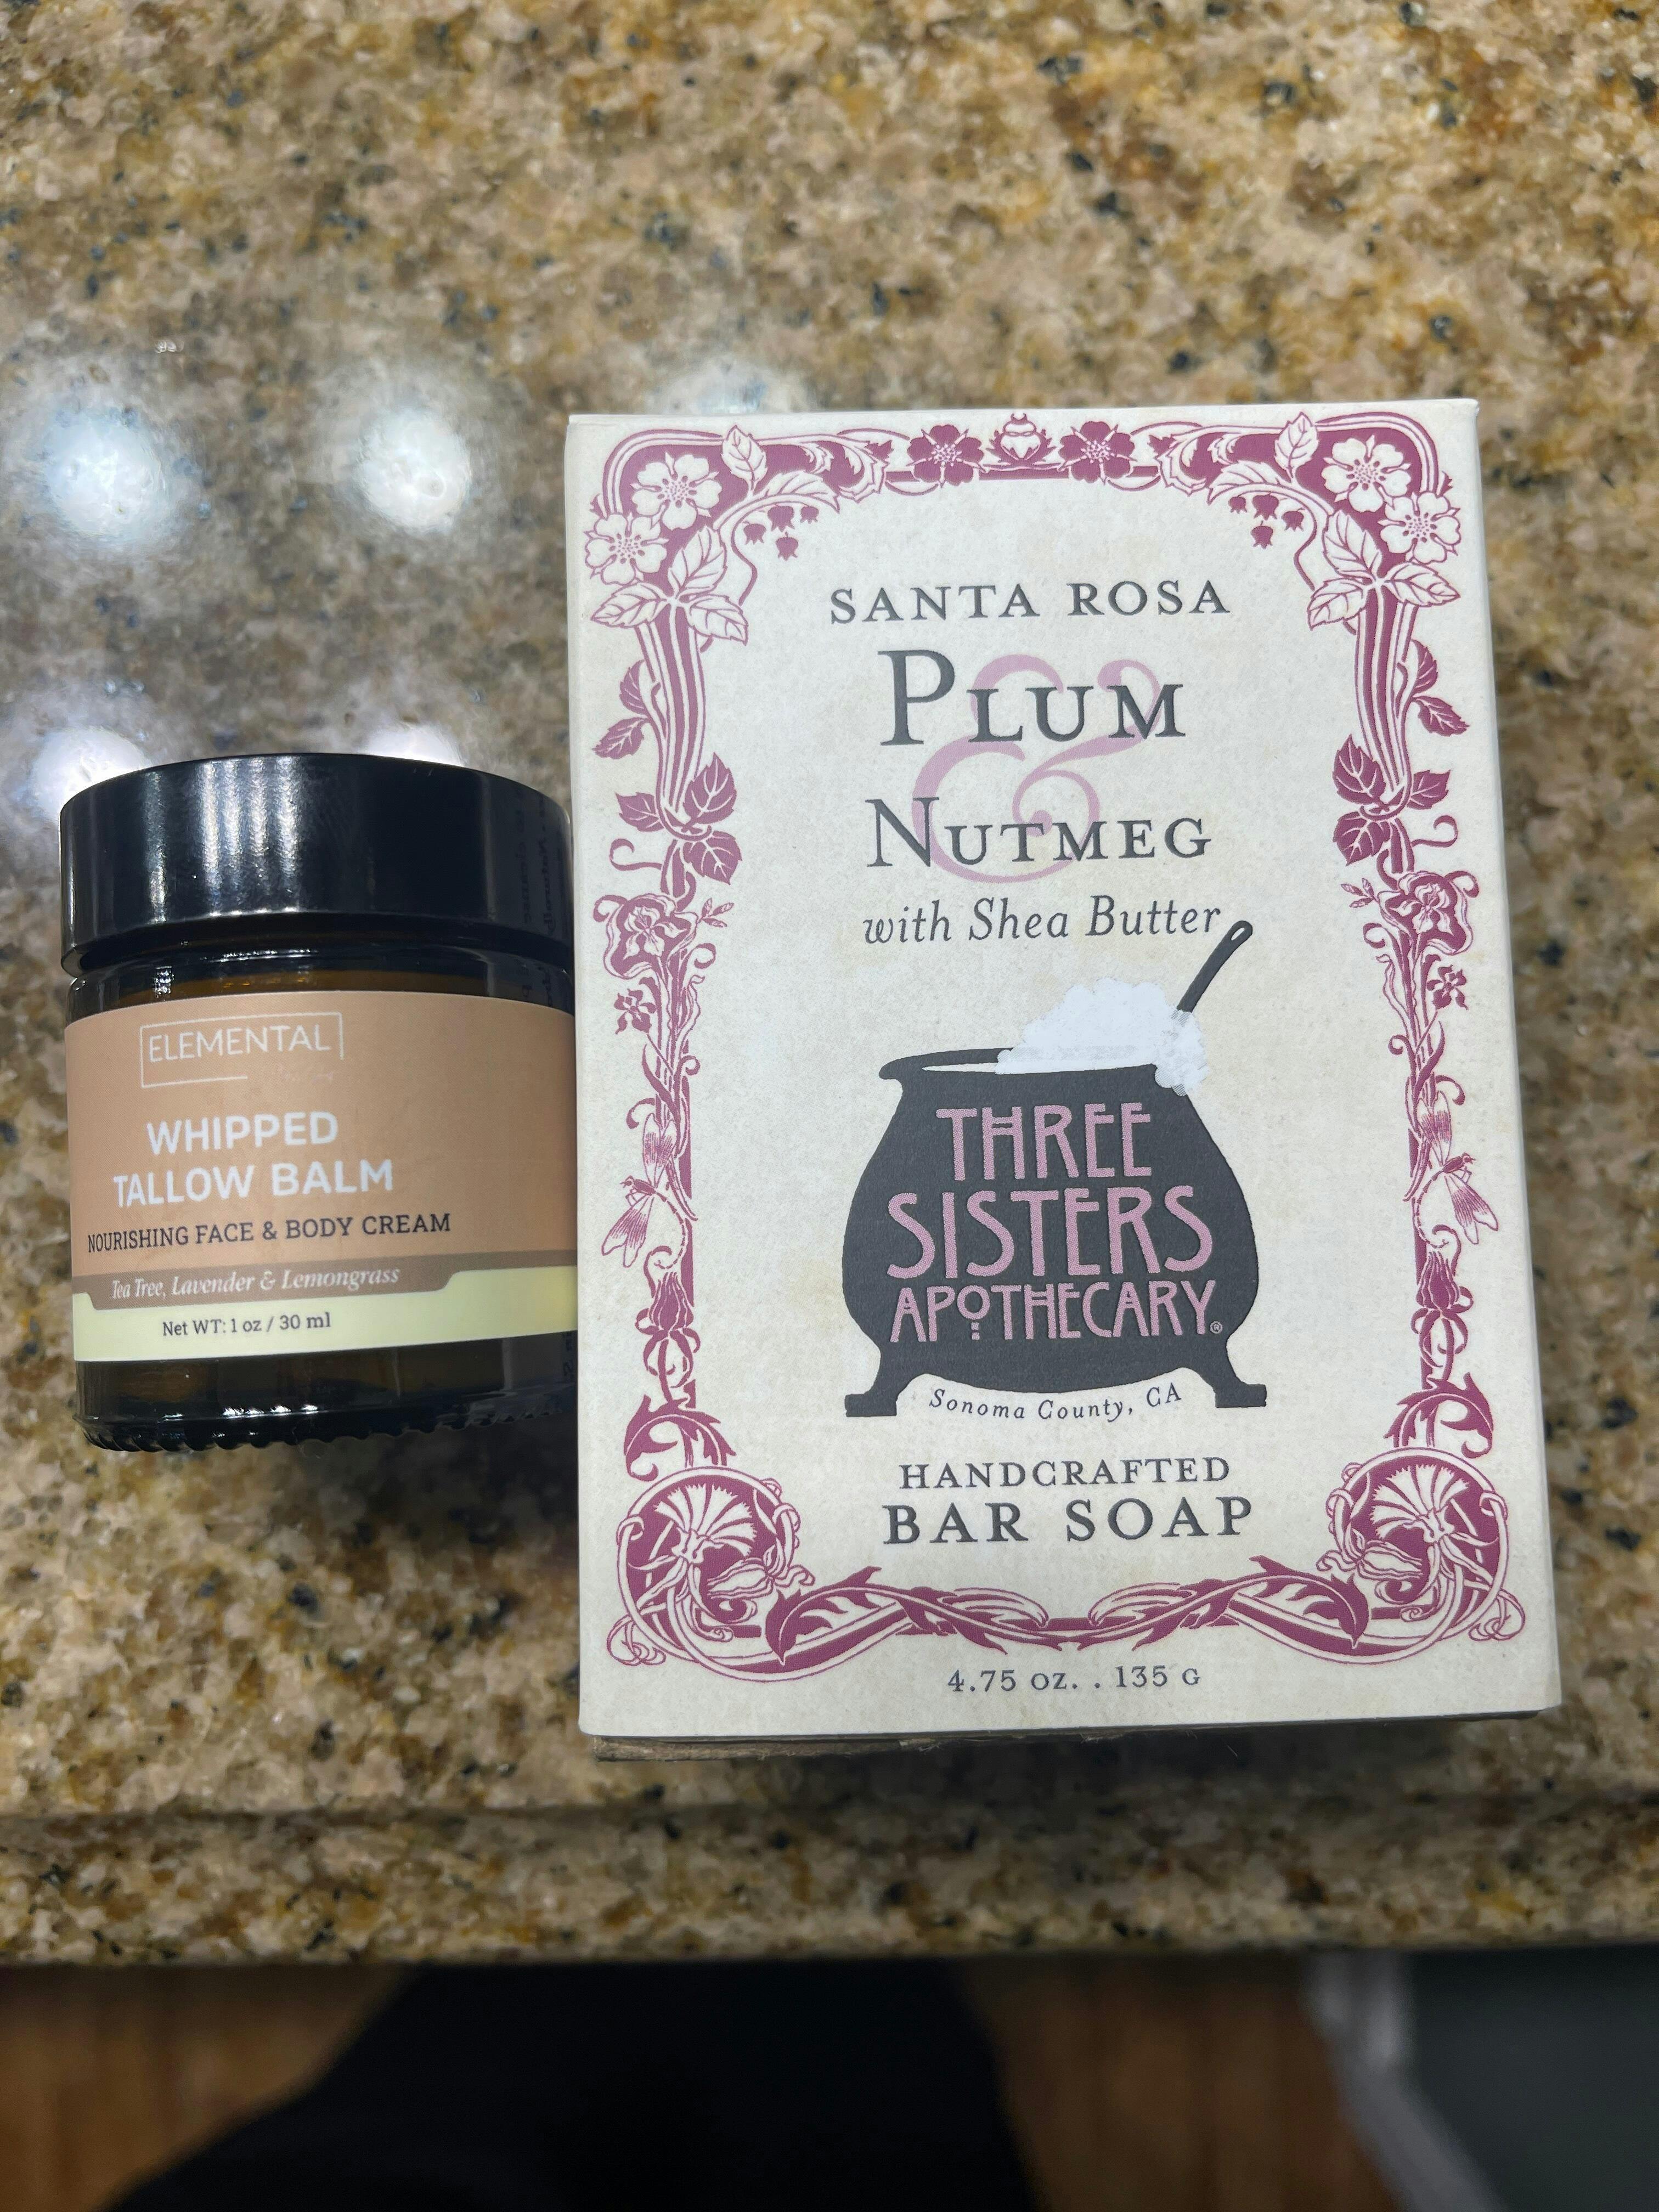 ELEMENTAL
WHIPPED
TALLOW BALM
NOURISHING FACE & BODY CREAM
Tea Tree, Lavender & Lemongrass
Net WT: 1 oz / 30 ml
SANTA ROSA
PLUM
&
NUTMEG
with Shea Butter
THREE
SISTERS
APOTHECARY®
Sonoma County, CA
HANDCRAFTED
BAR SOAP
4.75 OZ. . 135 G